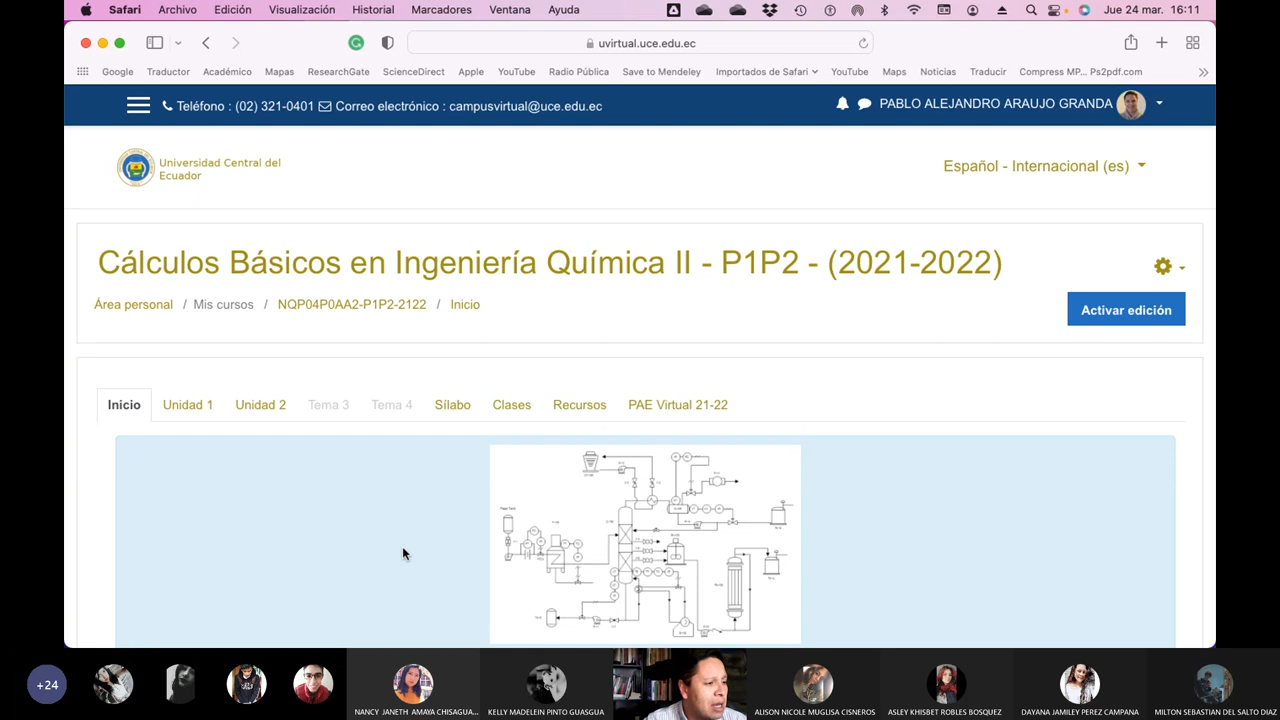 Safari Archivo Edición Visualización Historial Marcadores Ventana Ayuda Jue 24 mar. 16:11
uvirtual.uce.edu.ec
Google Traductor Académico Mapas ResearchGate ScienceDirect Apple YouTube Radio Pública Save to Mendeley Importados de Safari YouTube Maps Noticias Traducir Compress MP... Ps2pdf.com
Teléfono : (02) 321-0401 Correo electrónico : campusvirtual@uce.edu.ec PABLO ALEJANDRO ARAUJO GRANDA
Universidad Central del
Ecuador
Español - Internacional (es)
Cálculos Básicos en Ingeniería Química II - P1P2 - (2021-2022)
Área personal / Mis cursos / NQP04P0AA2-P1P2-2122 / Inicio
Activar edición
Inicio Unidad 1 Unidad 2 Tema 3 Tema 4 Sílabo Clases Recursos PAE Virtual 21-22
+24
NANCY JANETH AMAYA CHISAGUA... KELLY MADELEIN PINTO GUASGUA ALISON NICOLE MUGLISA CISNEROS ASLEY KHISBET ROBLES BOSQUEZ DAYANA JAMILEY PEREZ CAMPANA MILTON SEBASTIAN DEL SALTO DIAZ